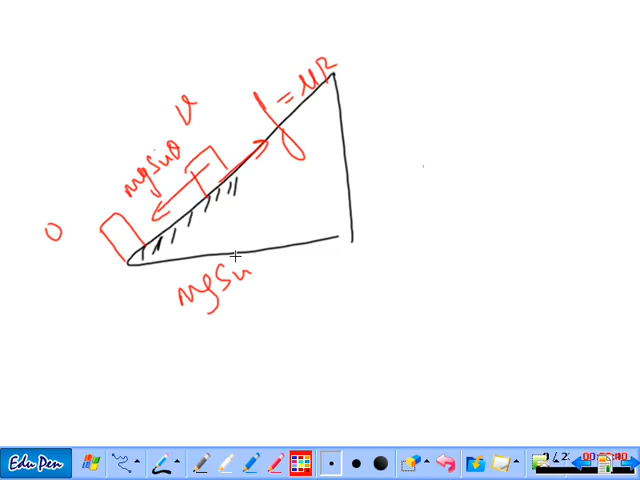 f = μR
v
mg sin θ
0
mg Sin
Edu Pen